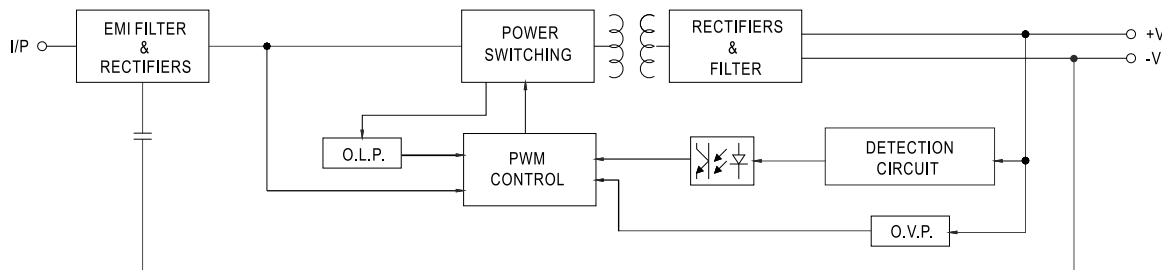 I/P
EMI FILTER
&
RECTIFIERS
POWER
SWITCHING
RECTIFIERS
&
FILTER
+V
-V
O.L.P.
PWM
CONTROL
DETECTION
CIRCUIT
O.V.P.